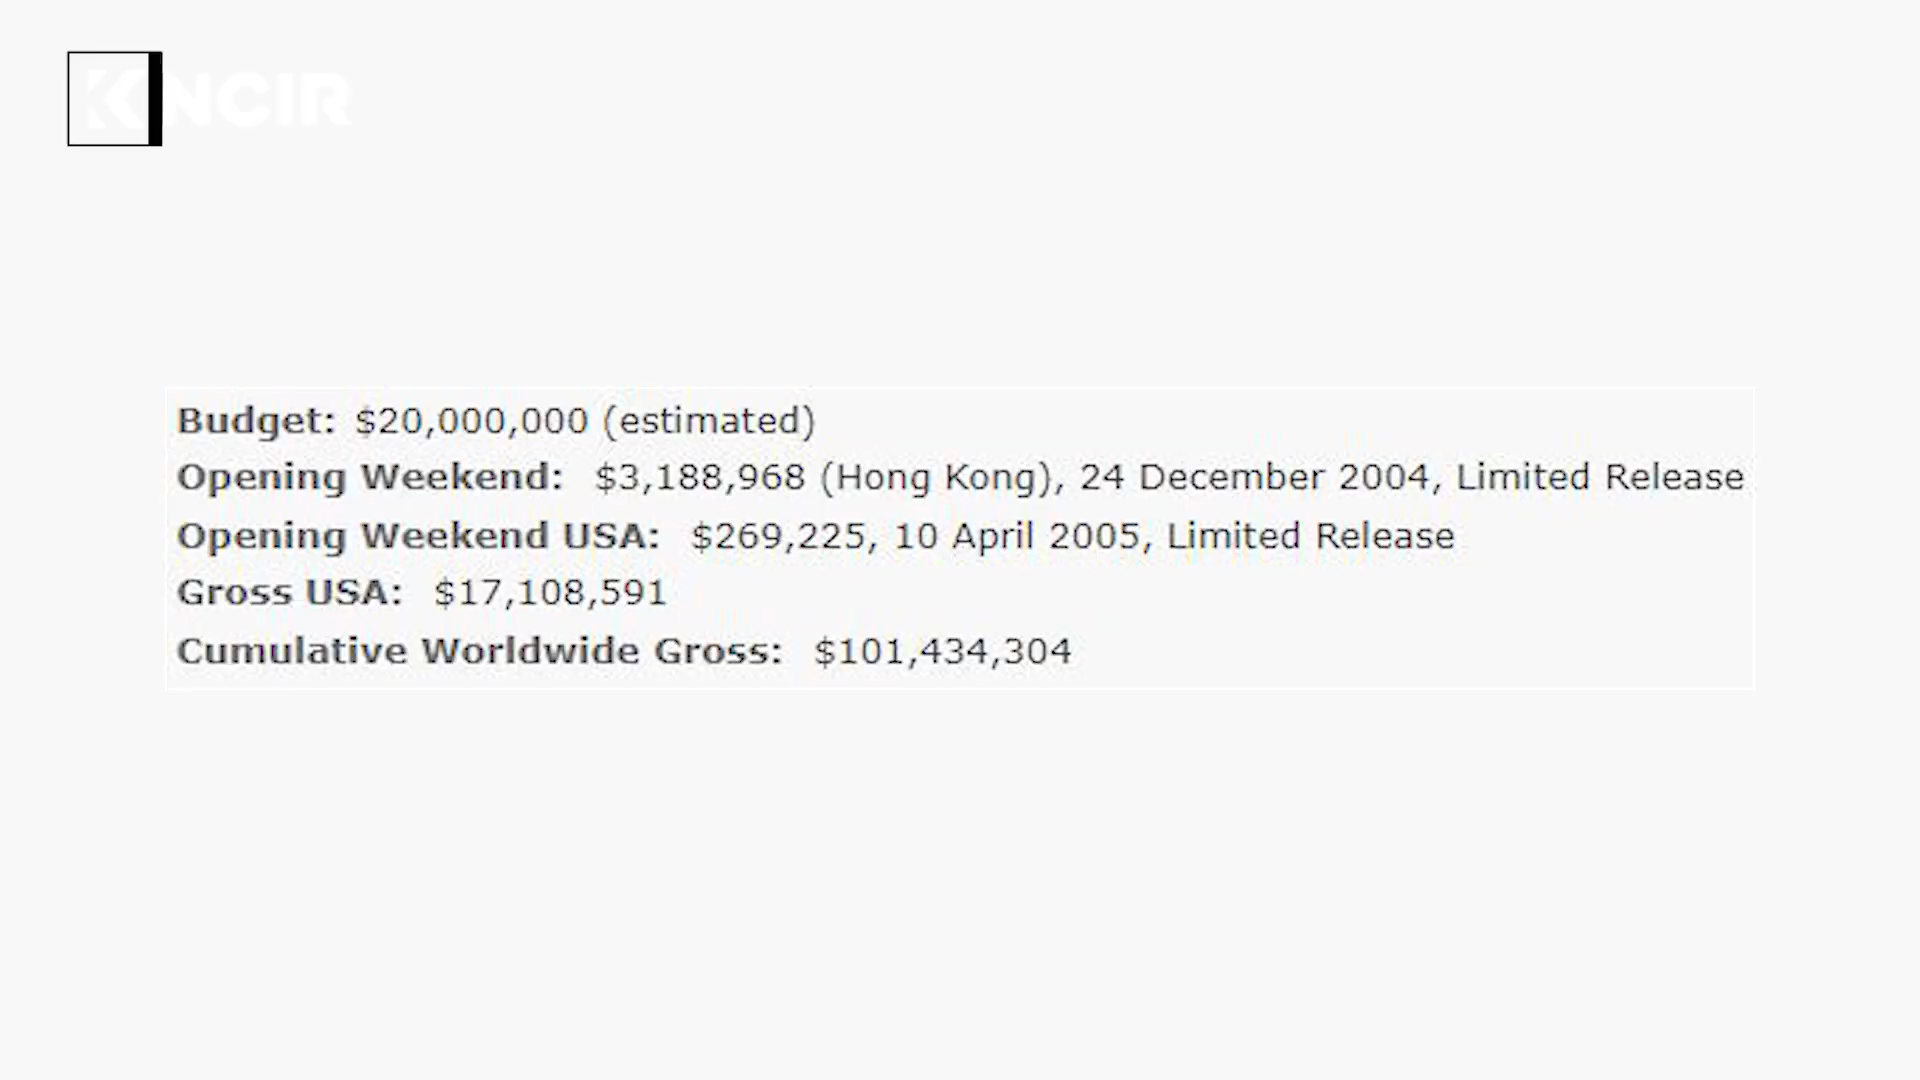 KNCIR
Budget: $20,000,000 (estimated)
Opening Weekend: $3,188,968 (Hong Kong), 24 December 2004, Limited Release
Opening Weekend USA: $269,225, 10 April 2005, Limited Release
Gross USA: $17,108,591
Cumulative Worldwide Gross: $101,434,304